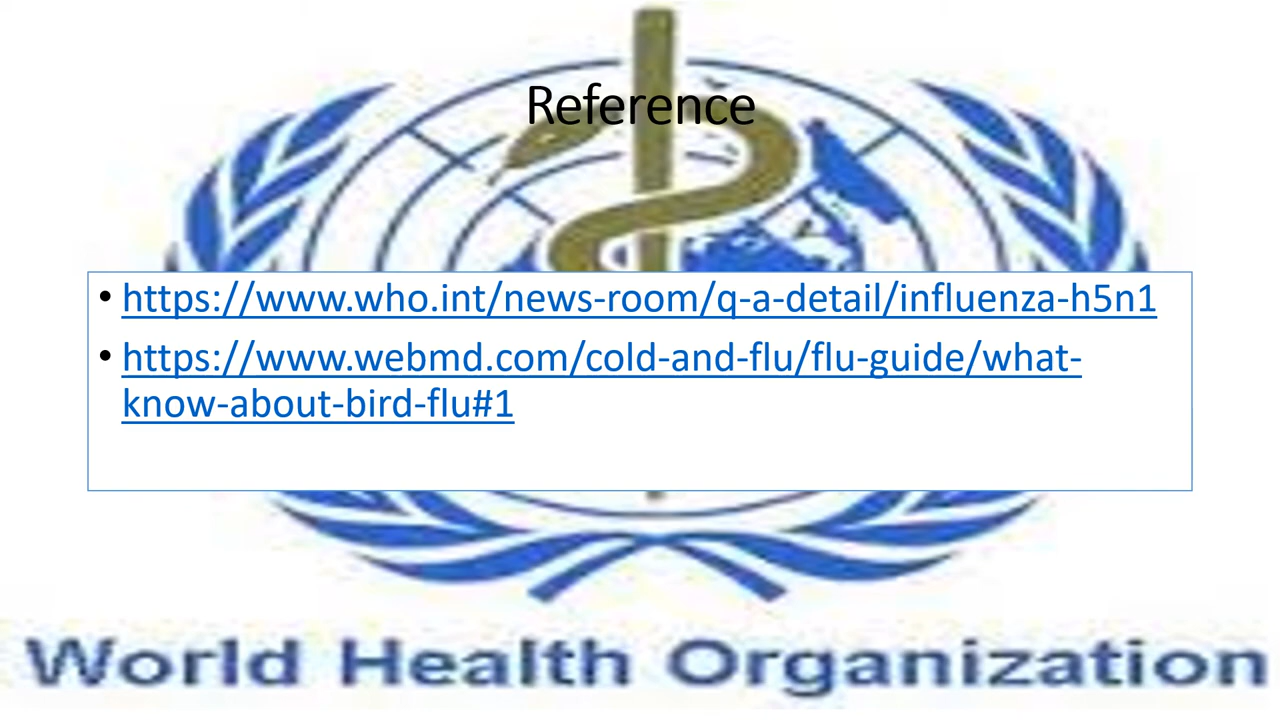 Reference
• https://www.who.int/news-room/q-a-detail/influenza-h5n1
• https://www.webmd.com/cold-and-flu/flu-guide/what-
know-about-bird-flu#1
World Health Organization